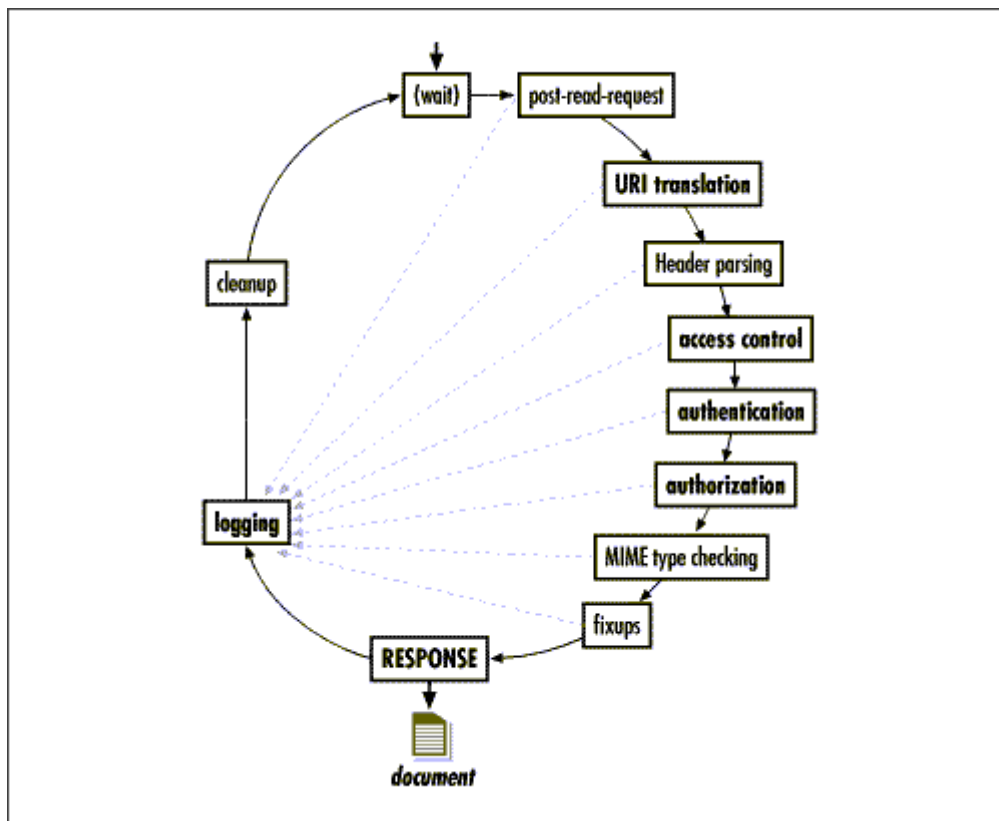 (wait)
post-read-request
URI translation
Header parsing
access control
authentication
authorization
MIME type checking
fixups
RESPONSE
document
logging
cleanup